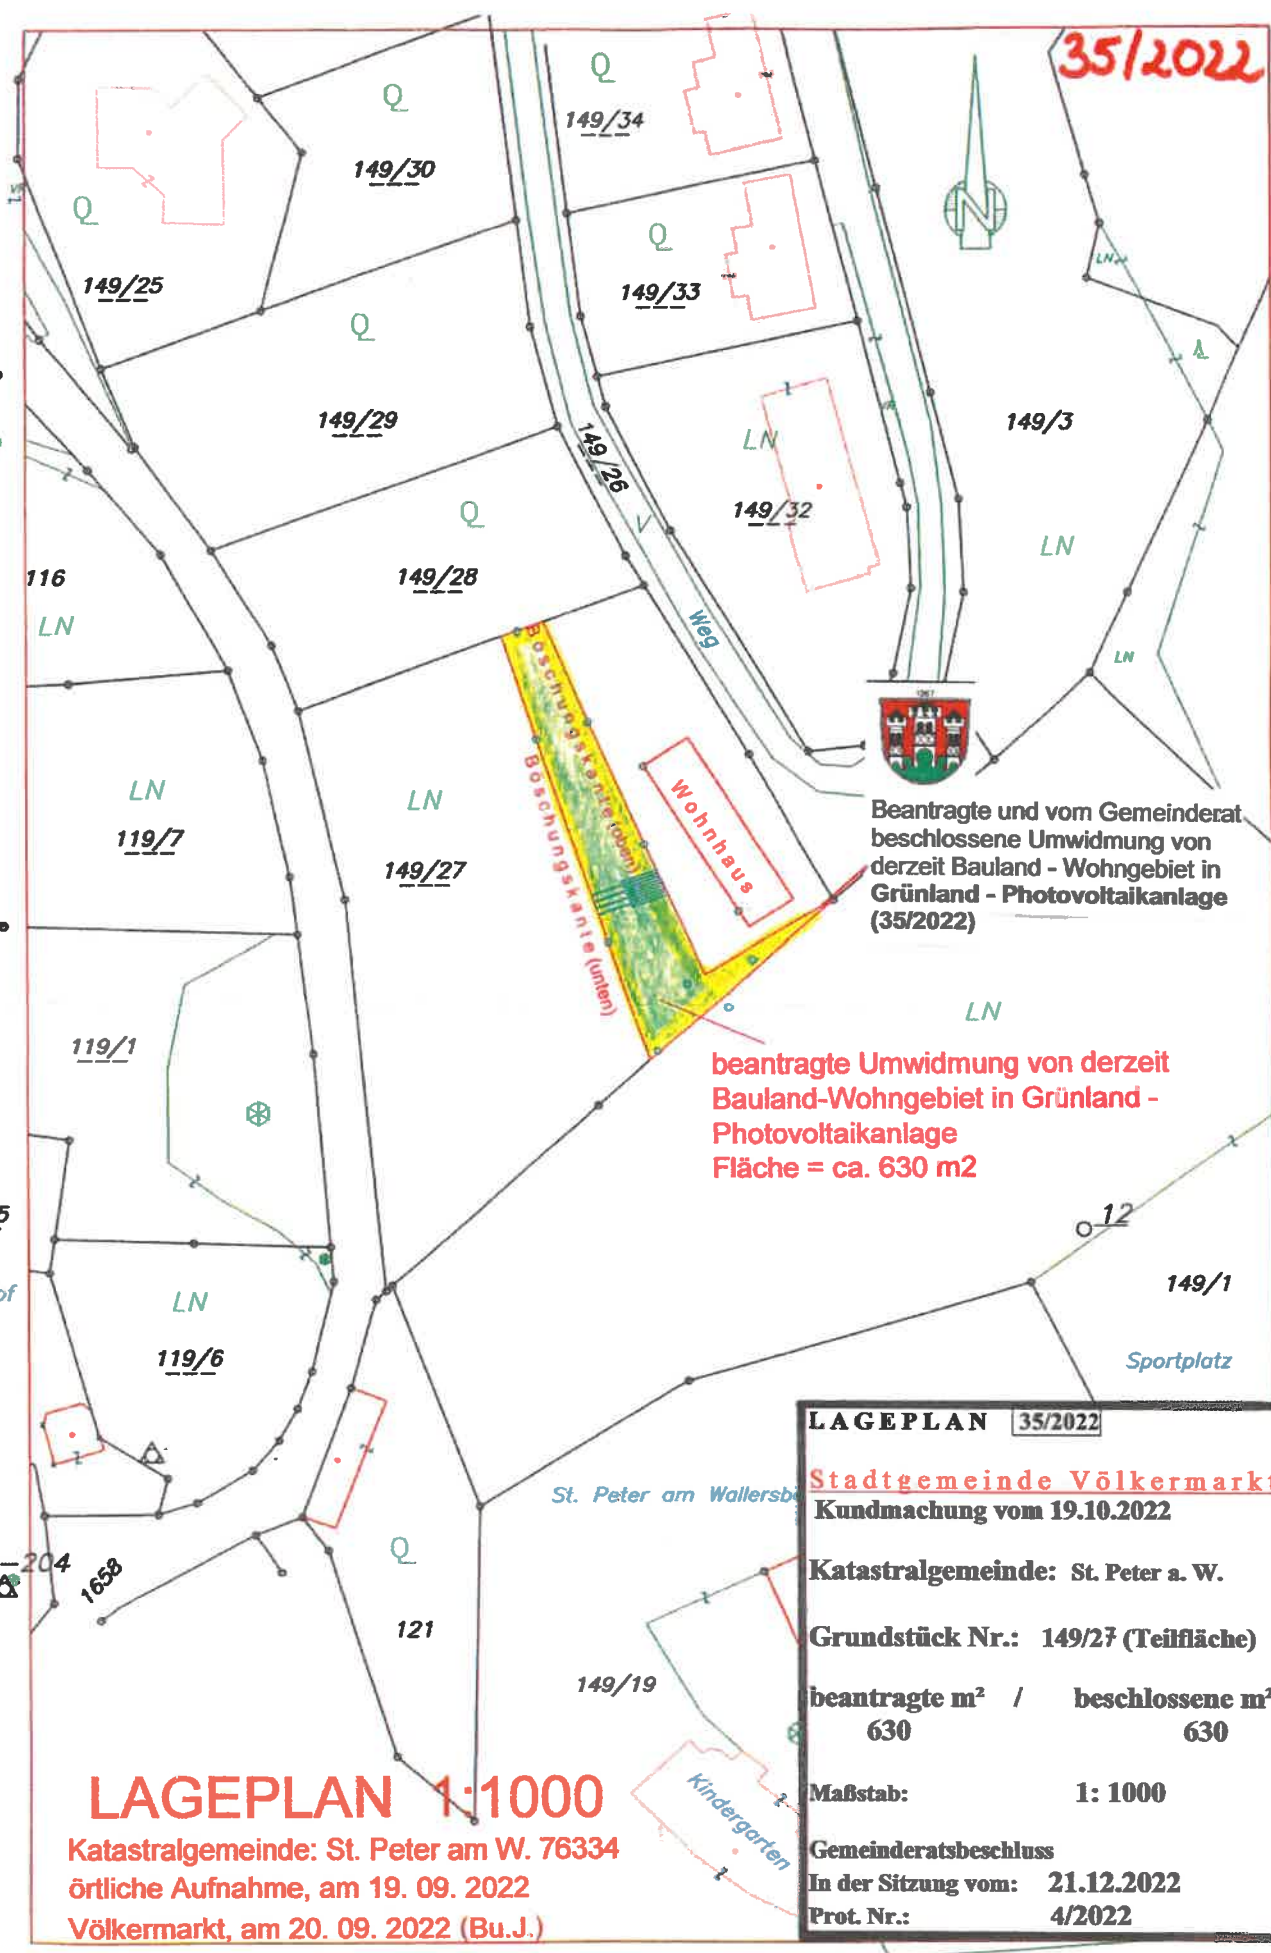 35/2022
Q
149/34
Q
149/30
Q
149/25
Q
149/33
N
LN
Q
149/29
149/26
LN
149/32
149/3
Q
149/28
V
LN
116
LN
Weg
LN
Böschungskante (oben)
Böschungskante (unten)
Wohnhaus
LN
119/7
LN
149/27
Beantragte und vom Gemeinderat
beschlossene Umwidmung von
derzeit Bauland - Wohngebiet in
Grünland - Photovoltaikanlage
(35/2022)
LN
119/1
beantragte Umwidmung von derzeit
Bauland-Wohngebiet in Grünland -
Photovoltaikanlage
Fläche = ca. 630 m2
12
5
of
LN
119/6
149/1
Sportplatz
LAGEPLAN 35/2022
Stadtgemeinde Völkermarkt
Kundmachung vom 19.10.2022
Katastralgemeinde: St. Peter a. W.
Grundstück Nr.: 149/27 (Teilfläche)
beantragte m² / beschlossene m²
630 630
Maßstab: 1: 1000
Gemeinderatsbeschluss
In der Sitzung vom: 21.12.2022
Prot. Nr.: 4/2022
St. Peter am Wallersb
204
1658
Q
121
149/19
Kindergarten
LAGEPLAN 1:1000
Katastralgemeinde: St. Peter am W. 76334
örtliche Aufnahme, am 19. 09. 2022
Völkermarkt, am 20. 09. 2022 (Bu.J.)